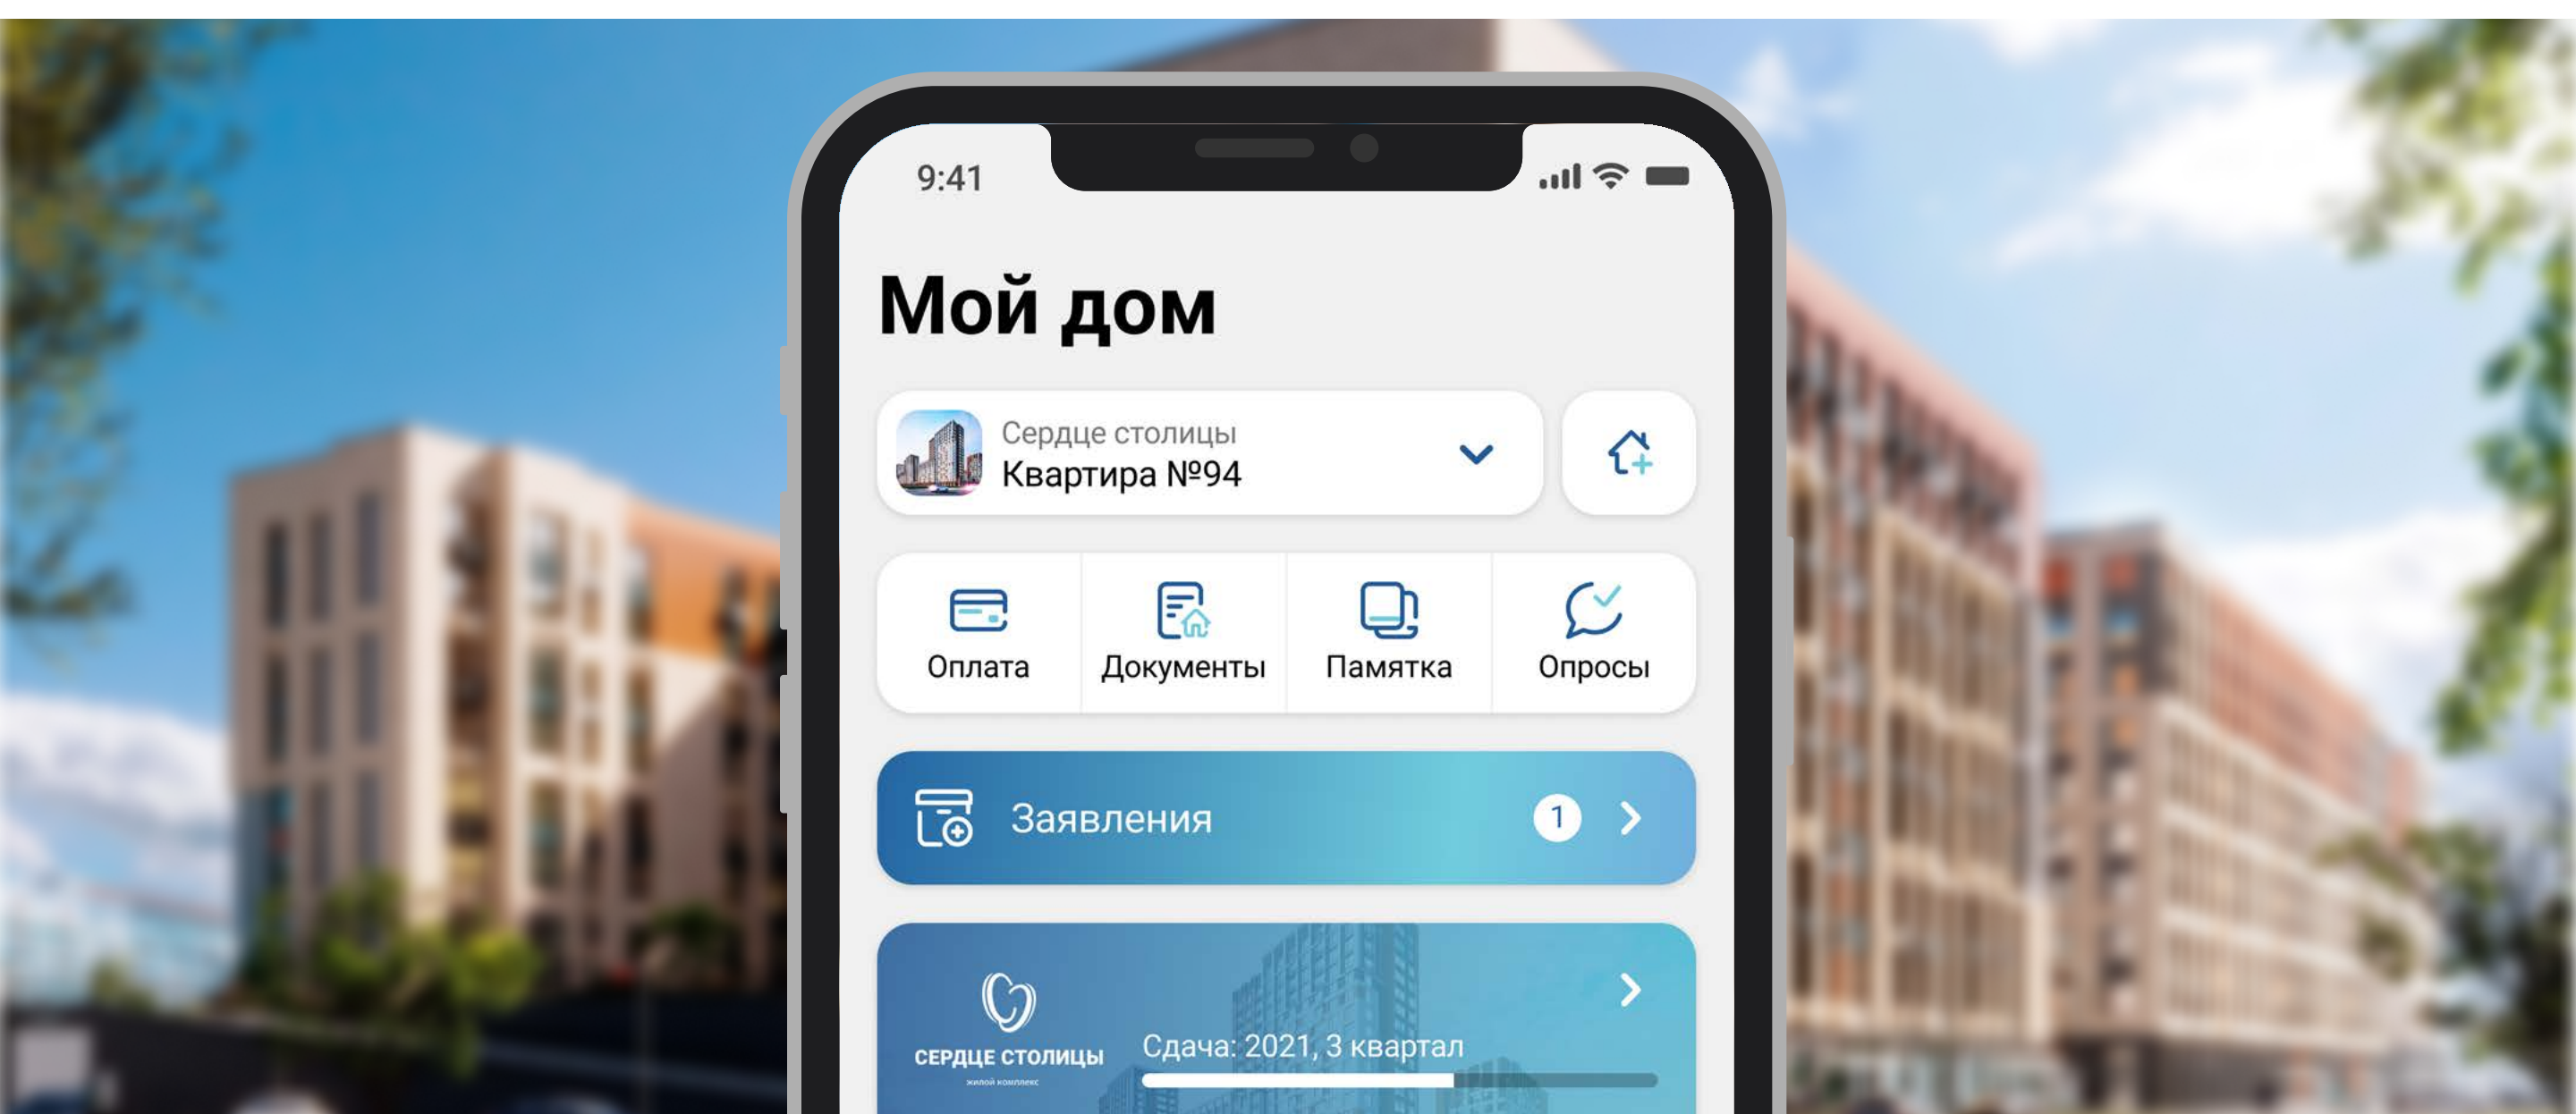 9:41
Мой дом
Сердце столицы
Квартира №94
Оплата
Документы
Памятка
Опросы
Заявления
1
СЕРДЦЕ СТОЛИЦЫ
жилой комплекс
Сдача: 2021, 3 квартал